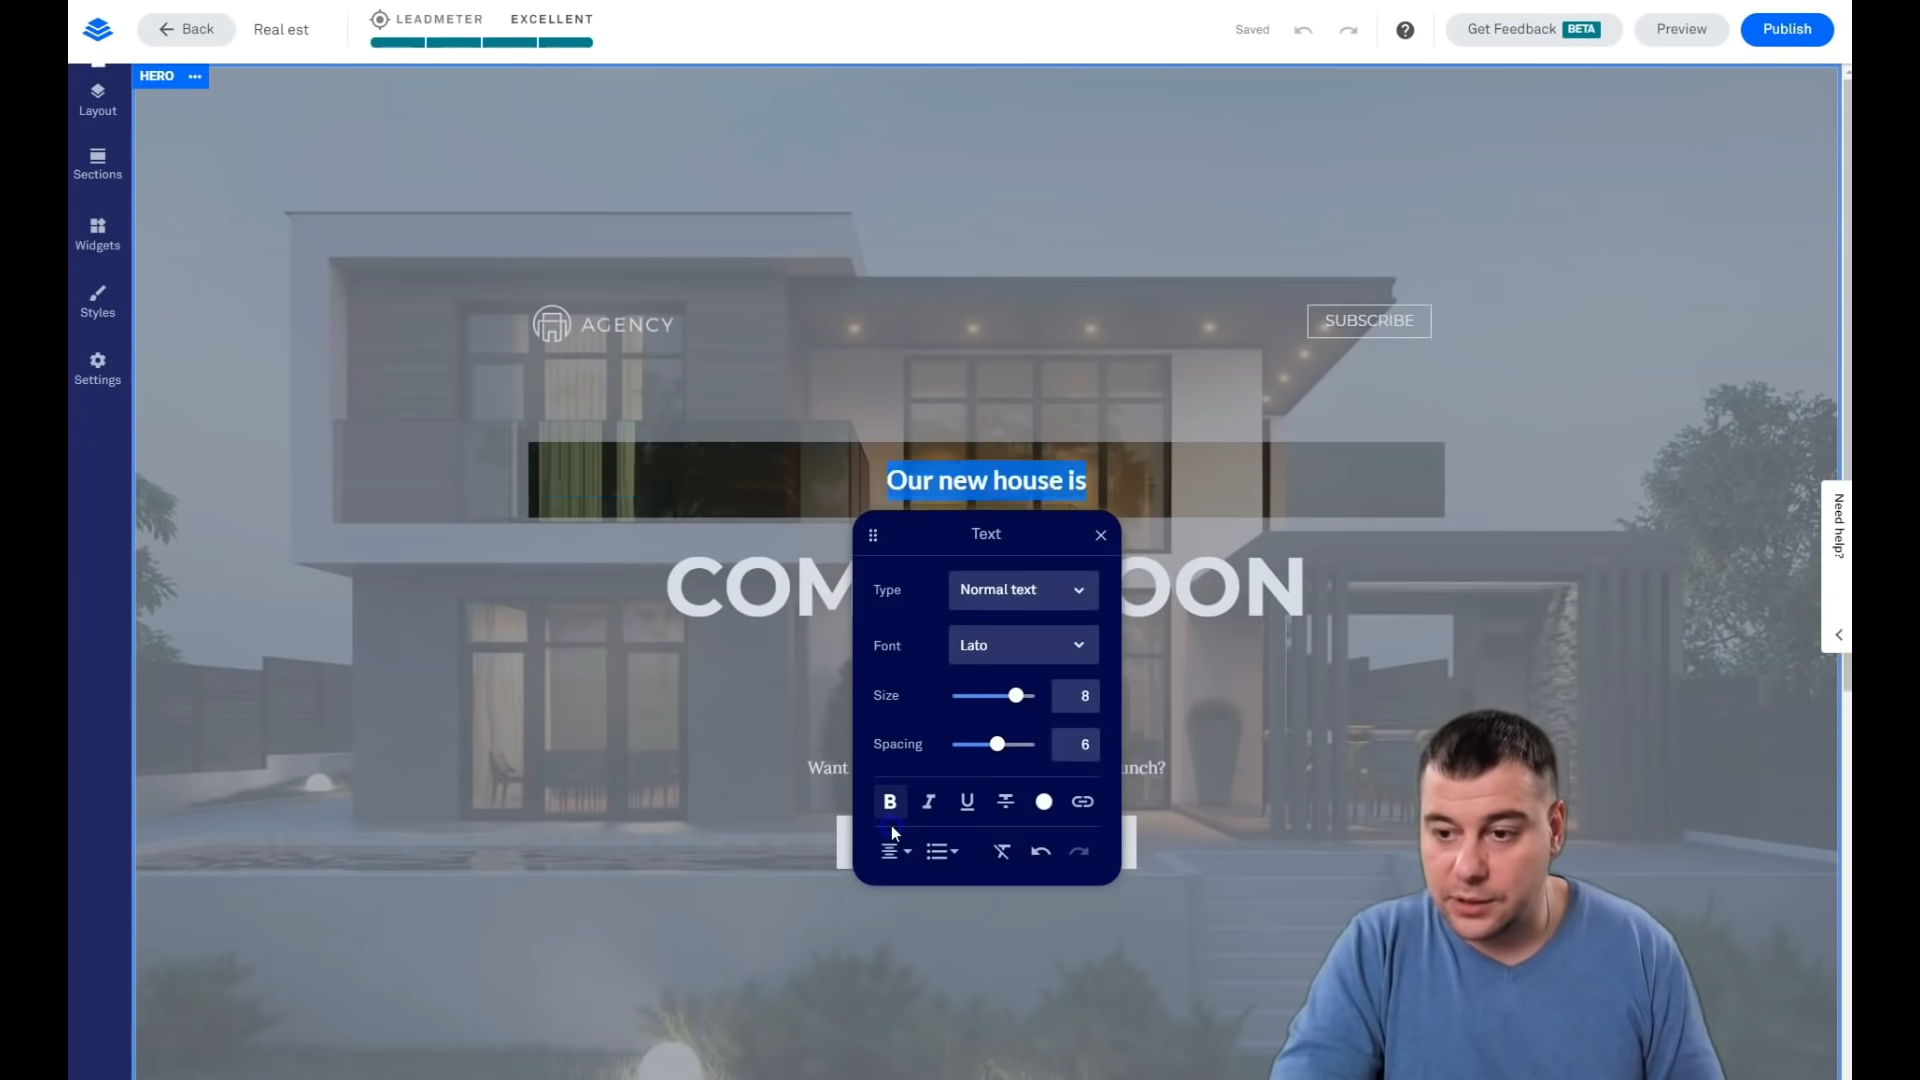 Back
Real est
LEADMETER EXCELLENT
Saved
?
Get Feedback BETA
Preview
Publish
HERO
Layout
Sections
Widgets
Styles
Settings
AGENCY
SUBSCRIBE
Our new house is
Text
COM OON
Type Normal text
Font Lato
Size 8
Spacing 6
Want unch?
B I U
Need help?